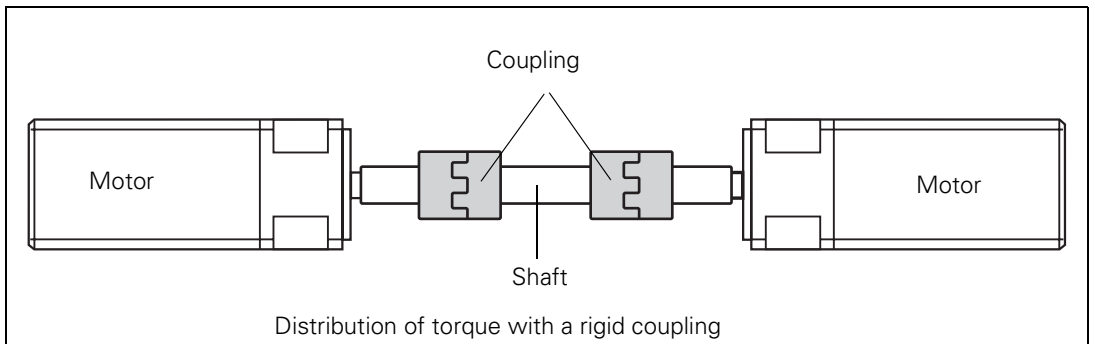 Coupling
Motor
Motor
Shaft
Distribution of torque with a rigid coupling